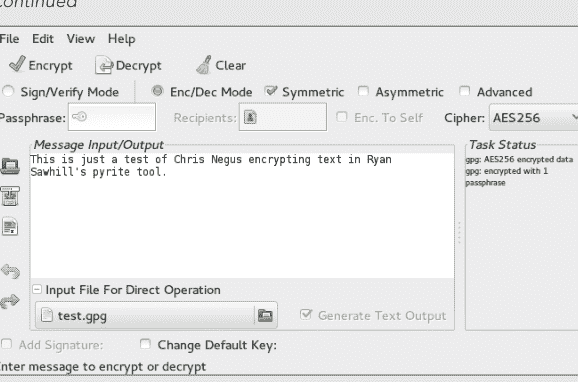 Continued
File Edit View Help
Encrypt Decrypt Clear
Sign/Verify Mode Enc/Dec Mode Symmetric Asymmetric Advanced
Passphrase: Recipients: Enc. To Self Cipher: AES256
Message Input/Output
This is just a test of Chris Negus encrypting text in Ryan
Sawhill's pyrite tool.
Task Status
gpg: AES256 encrypted data
gpg: encrypted with 1
passphrase
Input File For Direct Operation
test.gpg Generate Text Output
Add Signature: Change Default Key:
Enter message to encrypt or decrypt